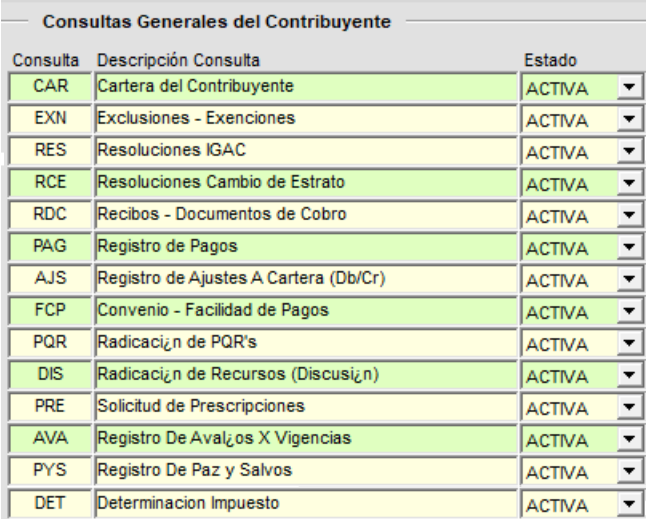 Consultas Generales del Contribuyente
Consulta Descripción Consulta Estado
CAR Cartera del Contribuyente ACTIVA
EXN Exclusiones - Exenciones ACTIVA
RES Resoluciones IGAC ACTIVA
RCE Resoluciones Cambio de Estrato ACTIVA
RDC Recibos - Documentos de Cobro ACTIVA
PAG Registro de Pagos ACTIVA
AJS Registro de Ajustes A Cartera (Db/Cr) ACTIVA
FCP Convenio - Facilidad de Pagos ACTIVA
PQR Radicaci¿n de PQR's ACTIVA
DIS Radicaci¿n de Recursos (Discusi¿n) ACTIVA
PRE Solicitud de Prescripciones ACTIVA
AVA Registro De Aval¿os X Vigencias ACTIVA
PYS Registro De Paz y Salvos ACTIVA
DET Determinacion Impuesto ACTIVA